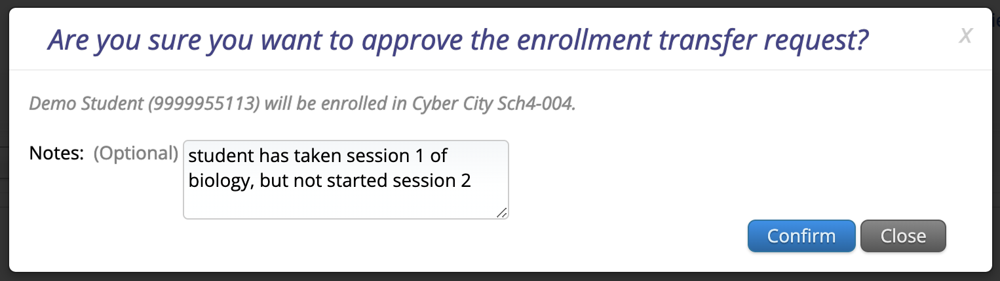 Are you sure you want to approve the enrollment transfer request?
X
Demo Student (9999955113) will be enrolled in Cyber City Sch4-004.
Notes: (Optional)
student has taken session 1 of
biology, but not started session 2
Confirm Close